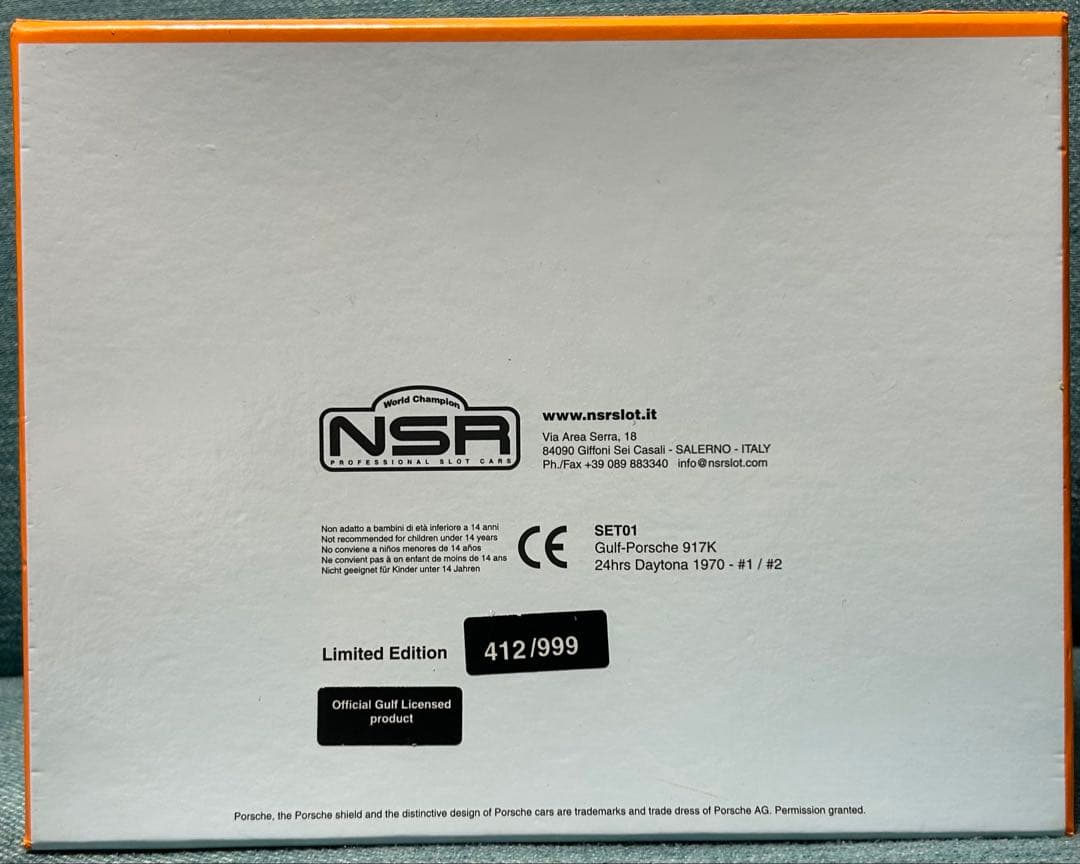 World Champion
NSR
PROFESSIONAL SLOT CARS
www.nsrslot.it
Via Area Serra, 18
84090 Giffoni Sei Casali - SALERNO - ITALY
Ph./Fax +39 089 883340 info@nsrslot.com
Non adatto a bambini di età inferiore a 14 anni
Not recommended for children under 14 years
No conviene a niños menores de 14 años
Ne convient pas à un enfant de moins de 14 ans
Nicht geeignet für Kinder unter 14 Jahren
CE
SET01
Gulf-Porsche 917K
24hrs Daytona 1970 - #1 / #2
Limited Edition
412/999
Official Gulf Licensed
product
Porsche, the Porsche shield and the distinctive design of Porsche cars are trademarks and trade dress of Porsche AG. Permission granted.